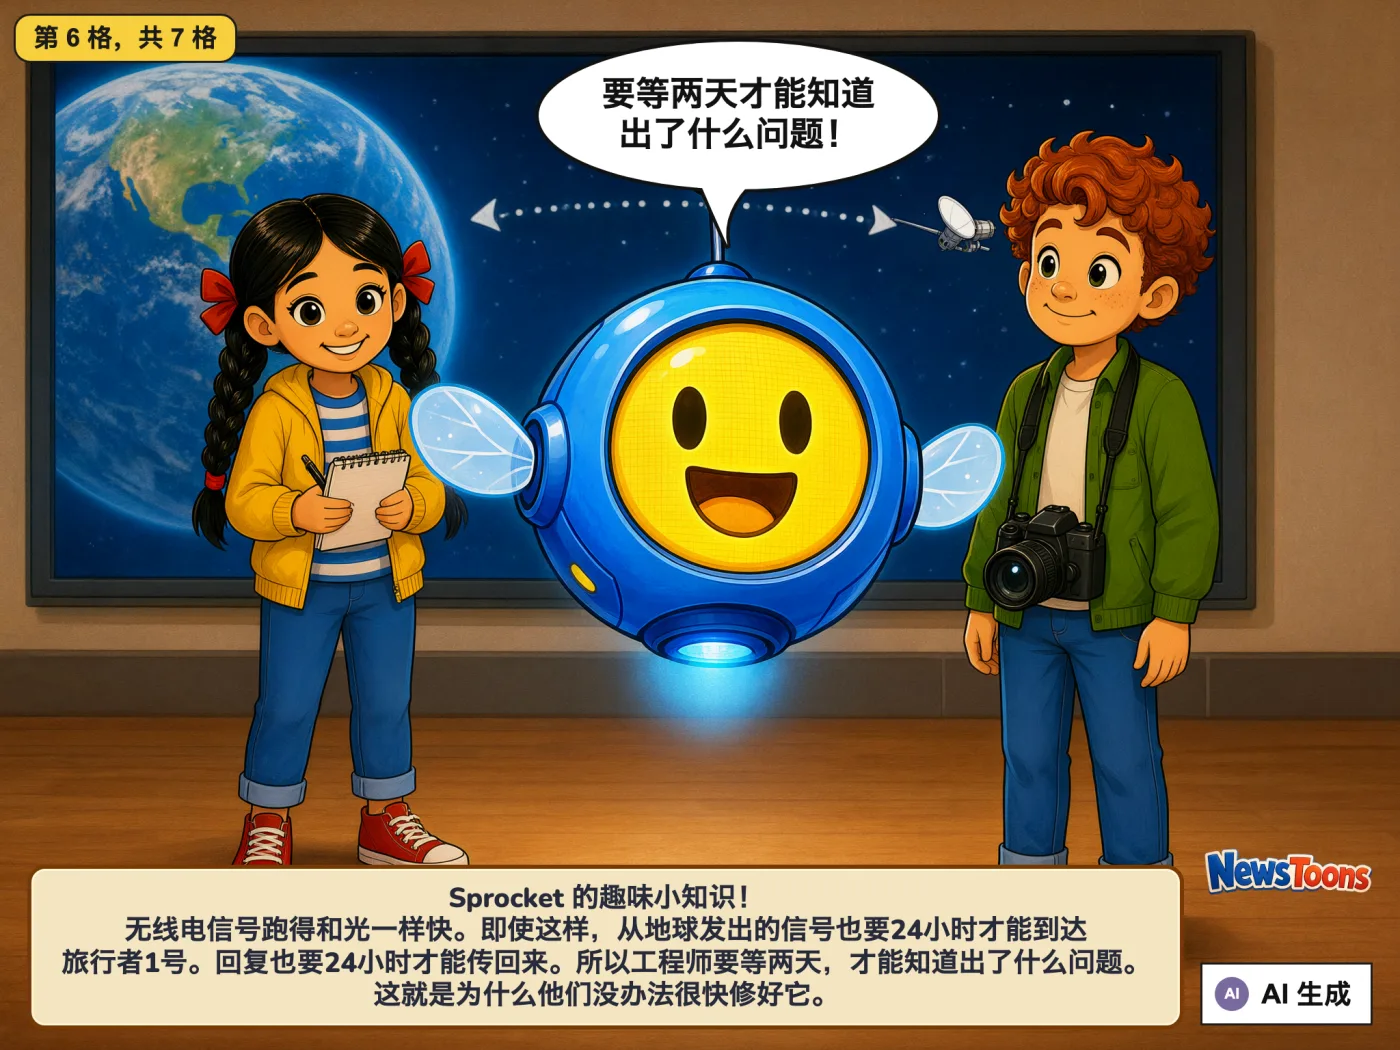 第 6 格，共 7 格
要等两天才能知道
出了什么问题！
Sprocket 的趣味小知识！
无线电信号跑得和光一样快。即使这样，从地球发出的信号也要24小时才能到达
旅行者1号。回复也要24小时才能传回来。所以工程师要等两天，才能知道出了什么问题。
这就是为什么他们没办法很快修好它。
NewsToons
AI AI 生成